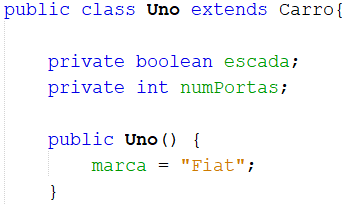 public class Uno extends Carro{
private boolean escada;
private int numPortas;
public Uno() {
marca = "Fiat";
}